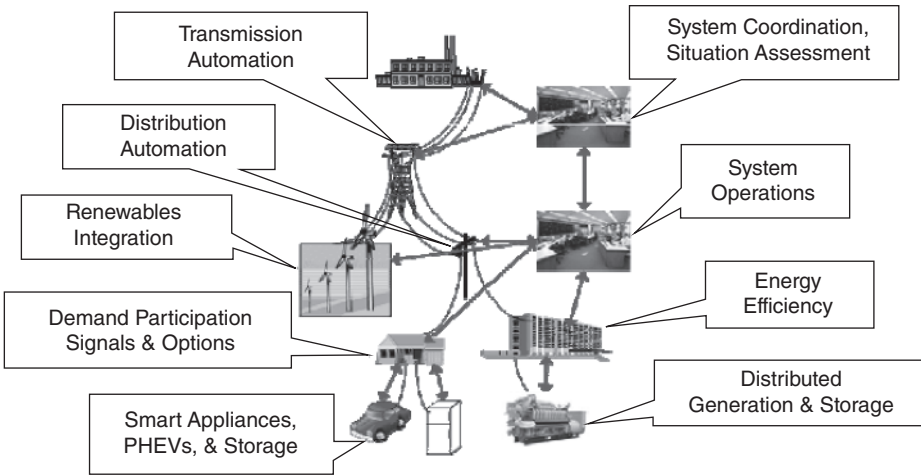 Transmission
Automation
System Coordination,
Situation Assessment
Distribution
Automation
System
Operations
Renewables
Integration
Energy
Efficiency
Demand Participation
Signals & Options
Distributed
Generation & Storage
Smart Appliances,
PHEVs, & Storage